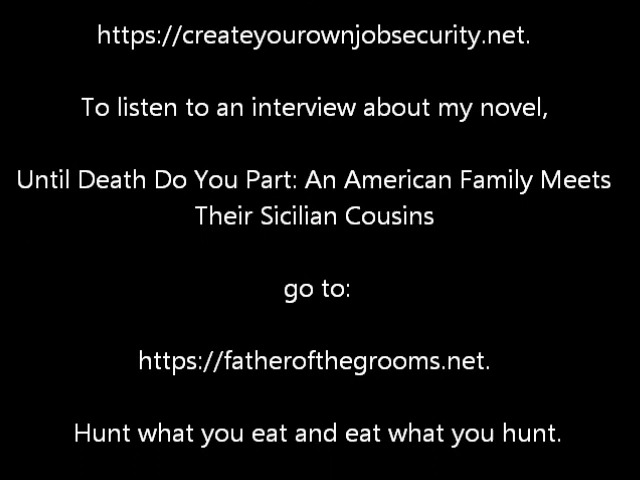 https://createyourownjobsecurity.net.
To listen to an interview about my novel,
Until Death Do You Part: An American Family Meets
Their Sicilian Cousins
go to:
https://fatherofthegrooms.net.
Hunt what you eat and eat what you hunt.